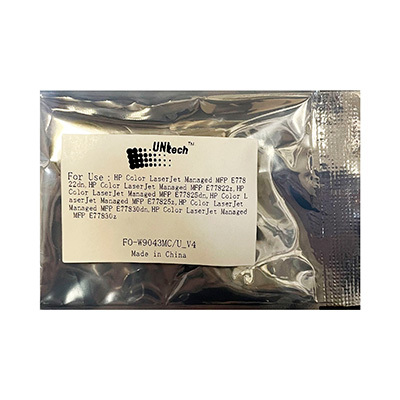 UNItech™
For Use : HP Color LaserJet Managed MFP E778
22dn, HP Color LaserJet Managed MFP E77822z, HP
Color LaserJet Managed MFP E77825dn, HP Color L
aserJet Managed MFP E77825z, HP Color LaserJet
Managed MFP E77830dn, HP Color LaserJet Managed
MFP E77830z
FO-W9043MC/U_V4
Made in China